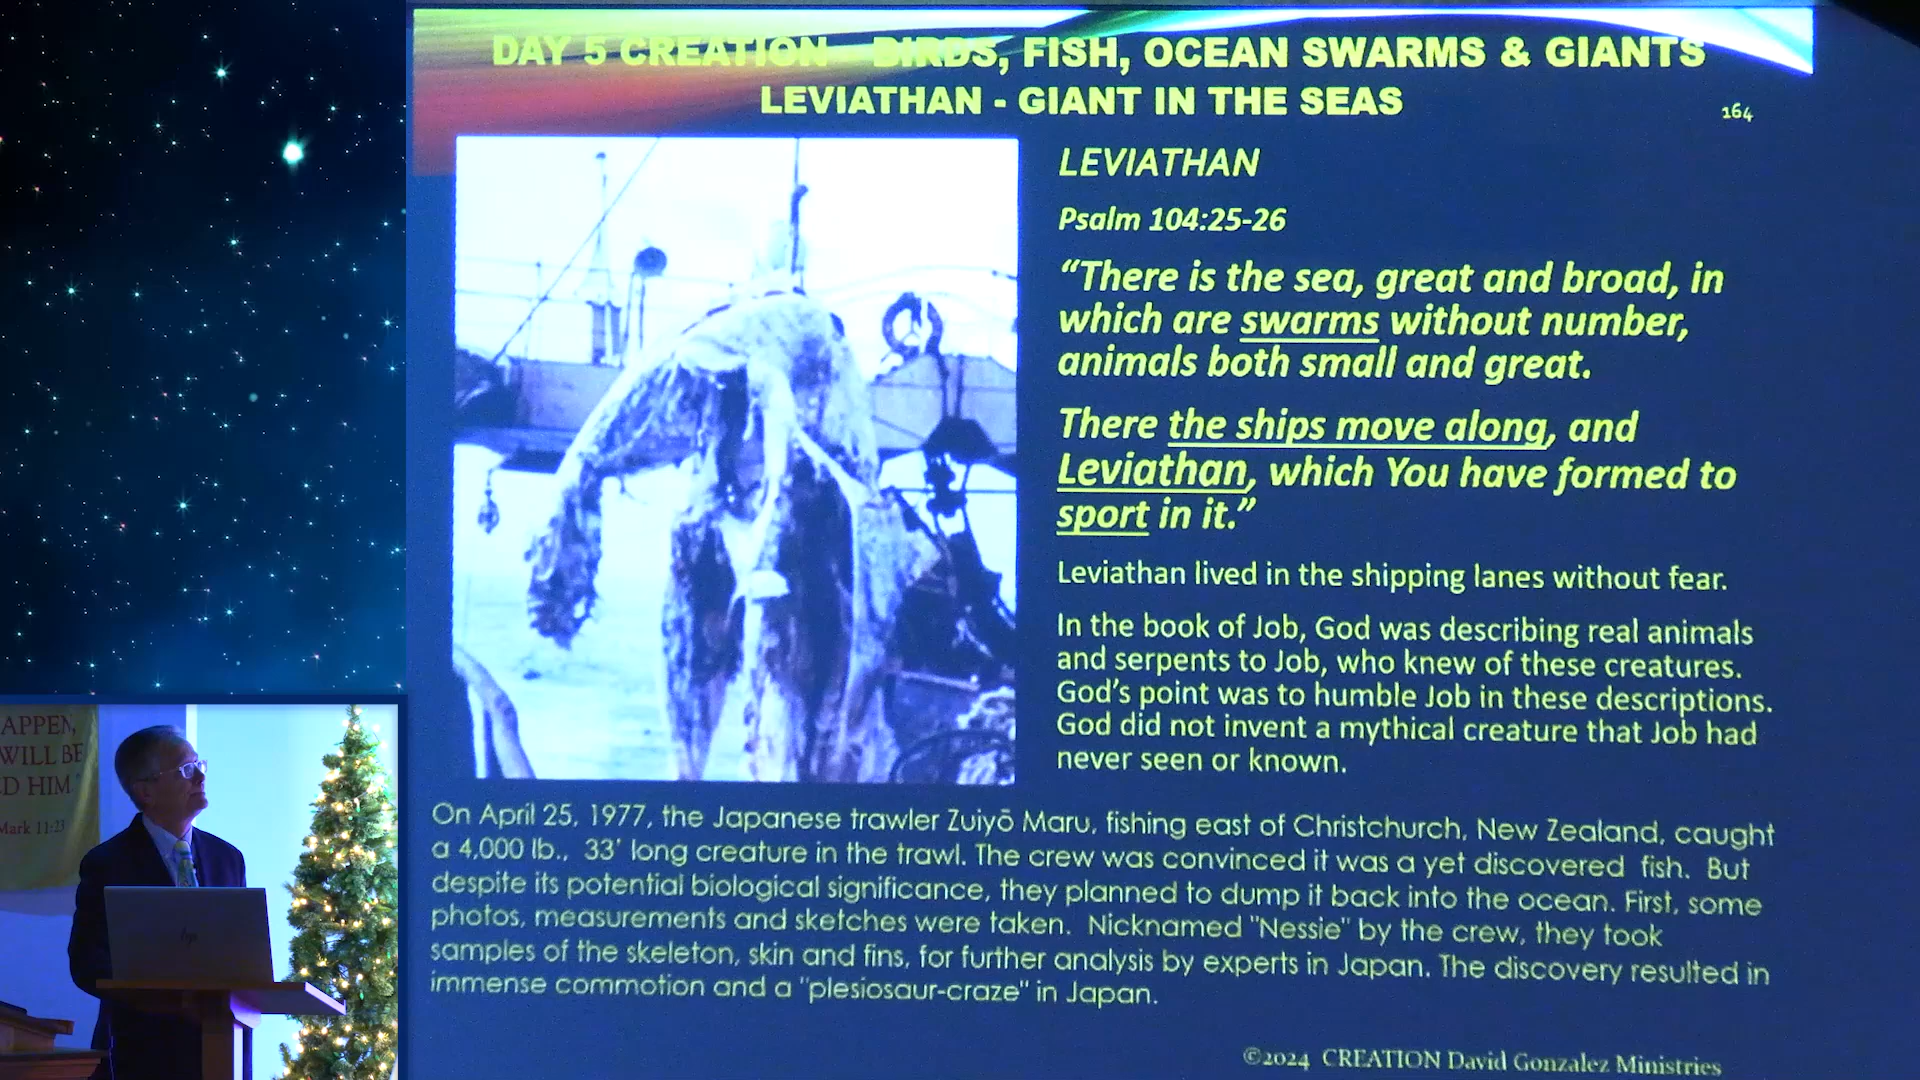 DAY 5 CREATION - BIRDS, FISH, OCEAN SWARMS & GIANTS
LEVIATHAN - GIANT IN THE SEAS
164
LEVIATHAN
Psalm 104:25-26
“There is the sea, great and broad, in
which are swarms without number,
animals both small and great.
There the ships move along, and
Leviathan, which You have formed to
sport in it.”
Leviathan lived in the shipping lanes without fear.
In the book of Job, God was describing real animals
and serpents to Job, who knew of these creatures.
God's point was to humble Job in these descriptions.
God did not invent a mythical creature that Job had
never seen or known.
On April 25, 1977, the Japanese trawler Zuiyō Maru, fishing east of Christchurch, New Zealand, caught
a 4,000 lb., 33' long creature in the trawl. The crew was convinced it was a yet discovered fish. But
despite its potential biological significance, they planned to dump it back into the ocean. First, some
photos, measurements and sketches were taken. Nicknamed "Nessie" by the crew, they took
samples of the skeleton, skin and fins, for further analysis by experts in Japan. The discovery resulted in
immense commotion and a "plesiosaur-craze" in Japan.
©2024 CREATION David Gonzalez Ministries
APPEN,
WILL BE
D HIM
Mark 11:23
hp